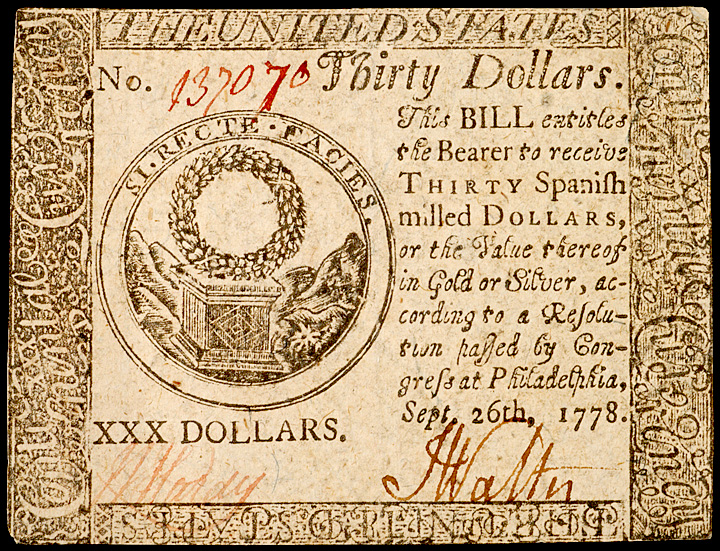 THE UNITED STATES
No. 137070 Thirty Dollars.
SI·RECTE·FACIES.
This BILL entitles
the Bearer to receive
THIRTY Spanish
milled DOLLARS,
or the Value thereof
in Gold or Silver, ac-
cording to a Resolu-
tion passed by Con-
gress at Philadelphia,
Sept. 26th, 1778.
XXX DOLLARS.